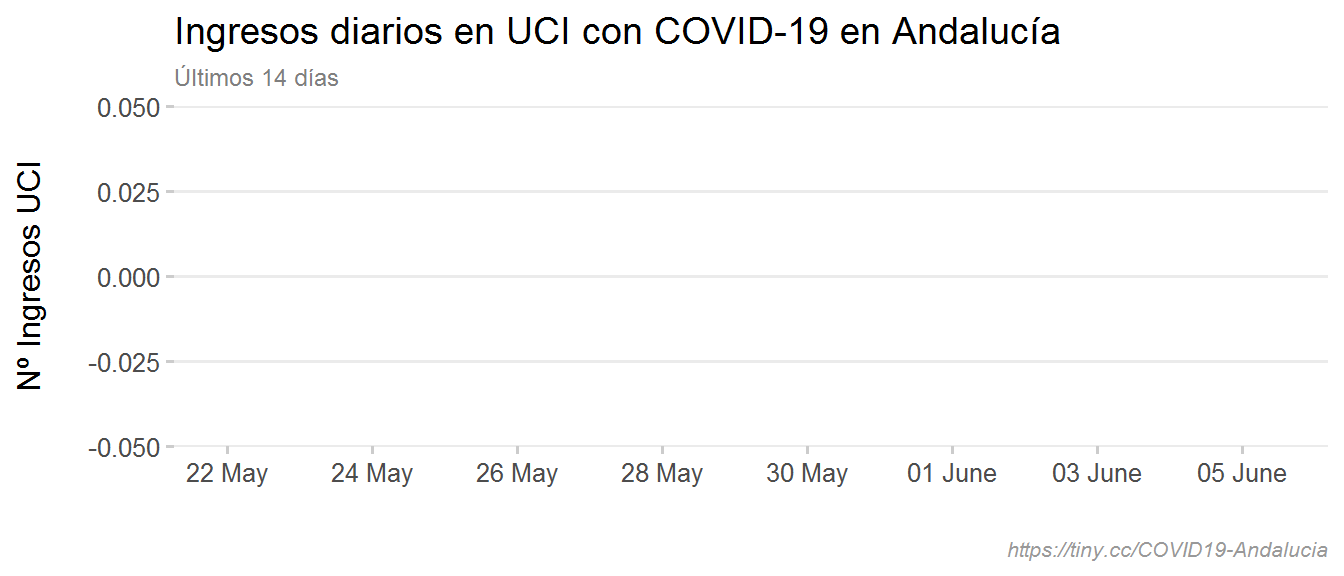 Ingresos diarios en UCI con COVID-19 en Andalucía
Últimos 14 días
Nº Ingresos UCI
0.050
0.025
0.000
-0.025
-0.050
22 May
24 May
26 May
28 May
30 May
01 June
03 June
05 June
https://tiny.cc/COVID19-Andalucia